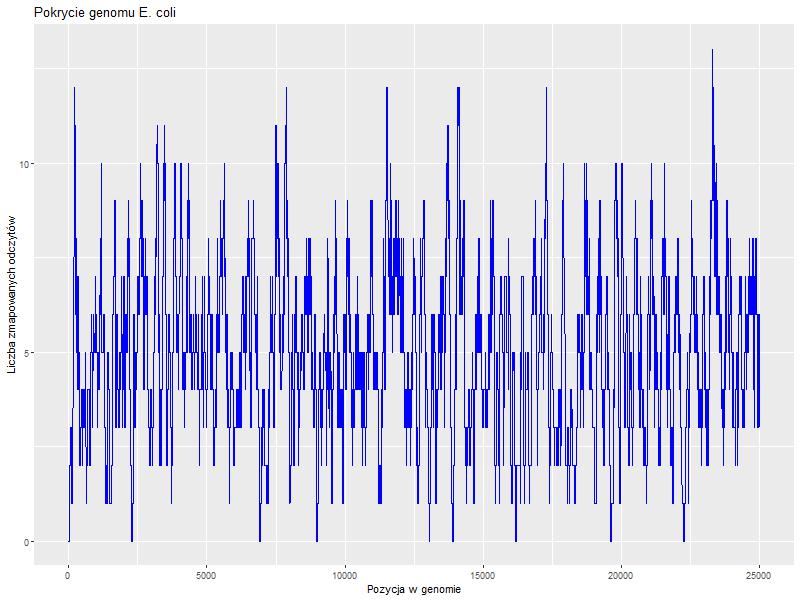 Pokrycie genomu E. coli
Liczba zmapowanych odczytów
10
5
0
0 5000 10000 15000 20000 25000
Pozycja w genomie